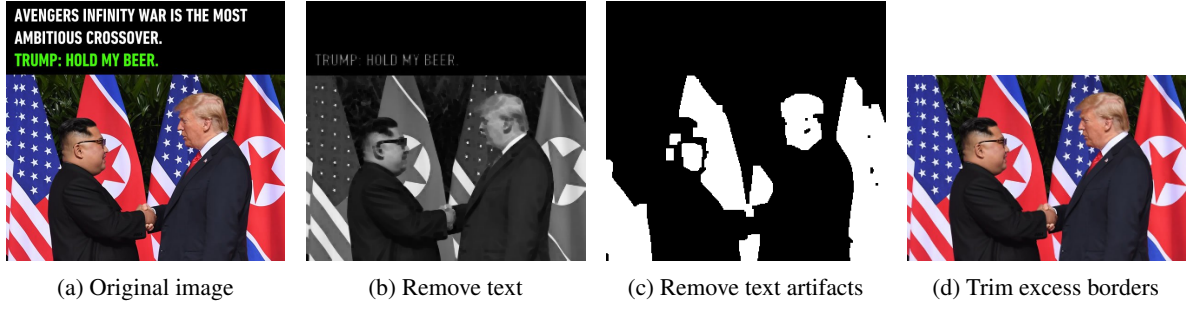 AVENGERS INFINITY WAR IS THE MOST
AMBITIOUS CROSSOVER.
TRUMP: HOLD MY BEER.
TRUMP: HOLD MY BEER.
(a) Original image
(b) Remove text
(c) Remove text artifacts
(d) Trim excess borders